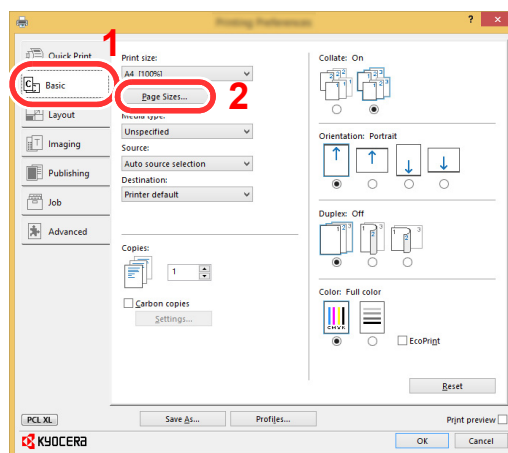 Printing Preferences
? ×
1
Quick Print
Basic
Layout
Imaging
Publishing
Job
Advanced
Print size:
A4 [100%]
Page Sizes...
2
Media type:
Unspecified
Source:
Auto source selection
Destination:
Printer default
Copies:
1
Carbon copies
Settings...
Collate: On
Orientation: Portrait
Duplex: Off
Color: Full color
CMYK
EcoPrint
Reset
PCL XL
Save As...
Profiles...
Print preview
KYOCERA
OK
Cancel